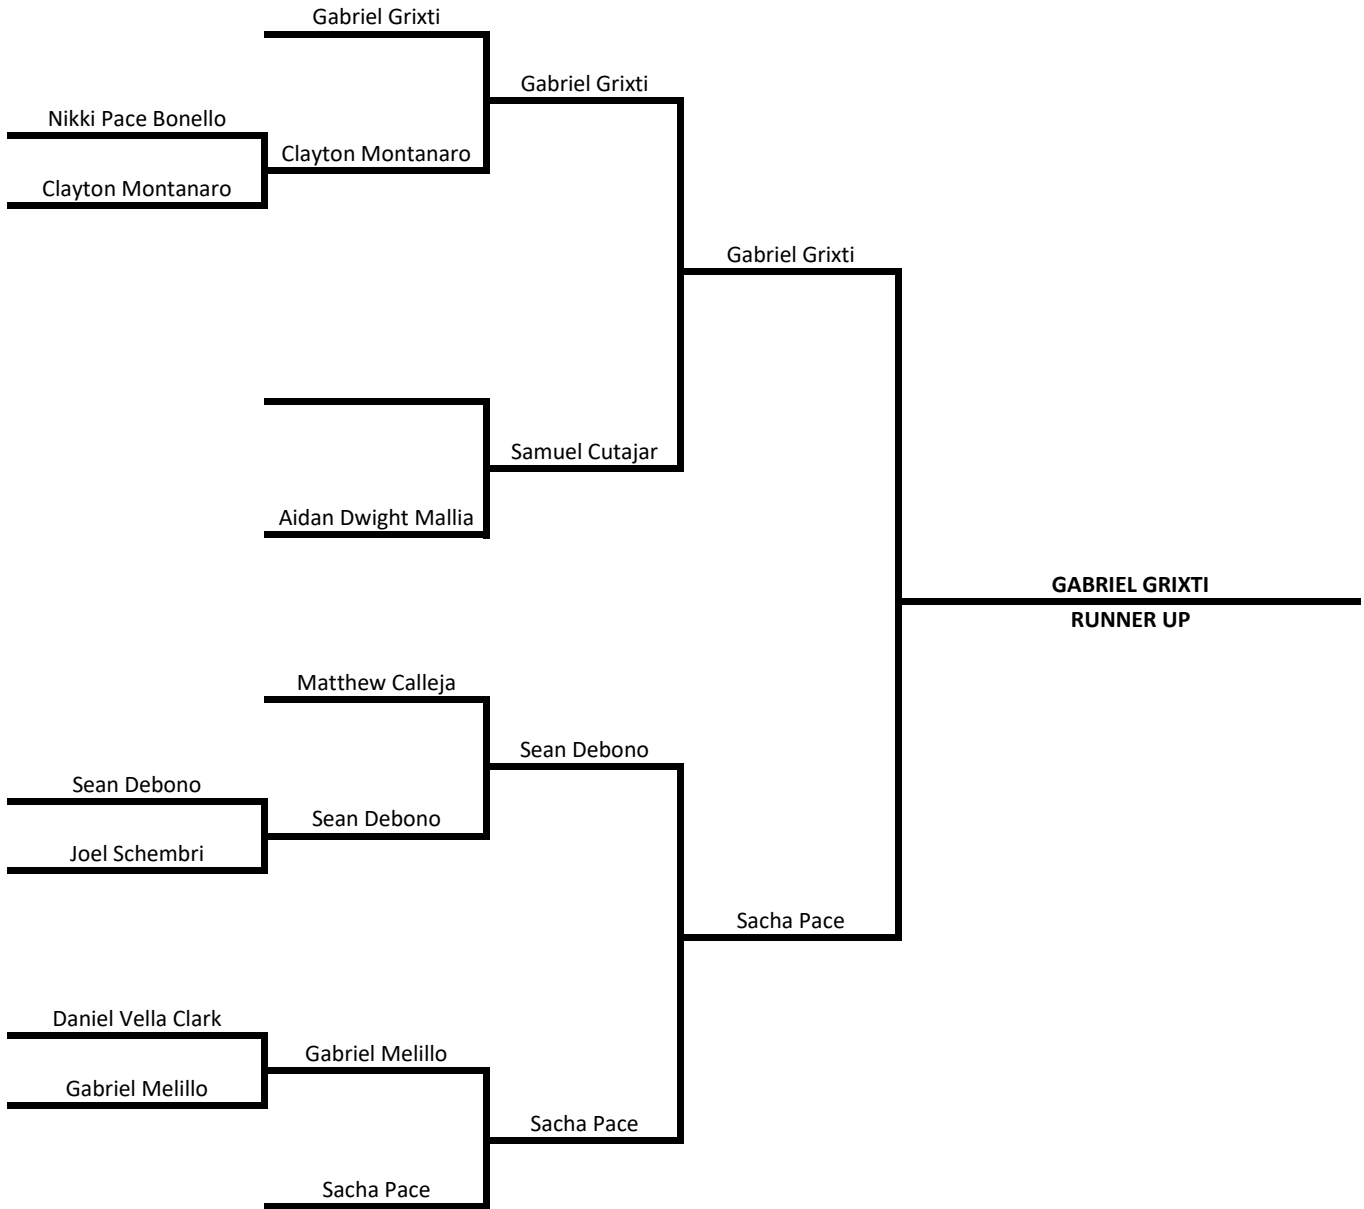 Gabriel Grixti
Gabriel Grixti
Nikki Pace Bonello
Clayton Montanaro
Clayton Montanaro
Gabriel Grixti
Samuel Cutajar
Aidan Dwight Mallia
GABRIEL GRIXTI
RUNNER UP
Matthew Calleja
Sean Debono
Sean Debono
Sean Debono
Joel Schembri
Sacha Pace
Daniel Vella Clark
Gabriel Melillo
Gabriel Melillo
Sacha Pace
Sacha Pace